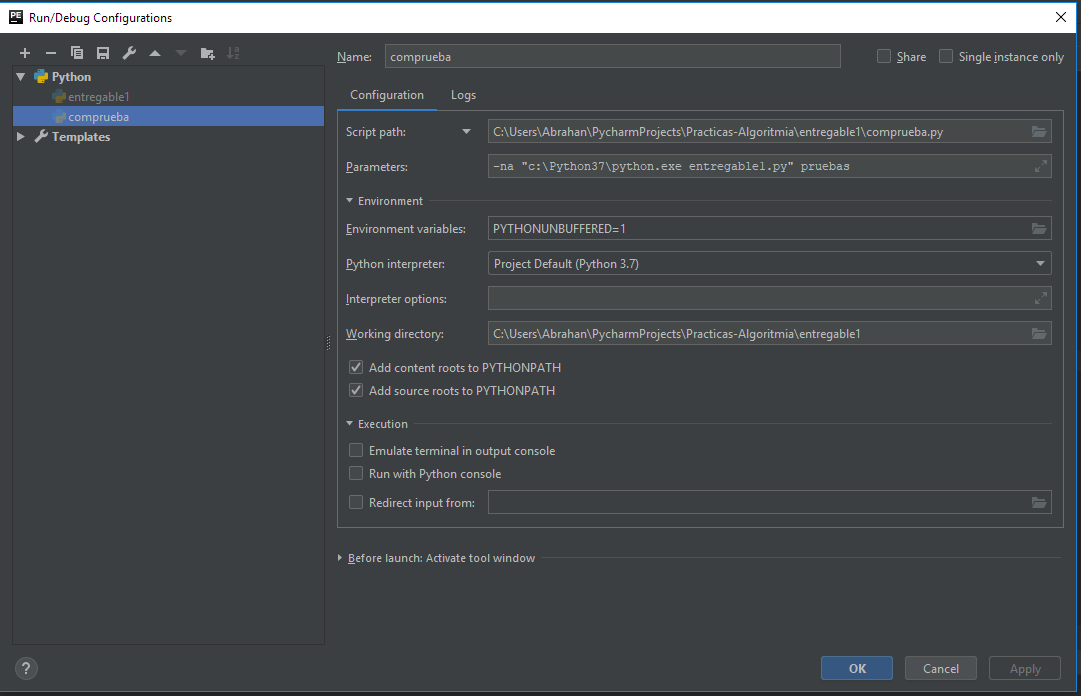 PE Run/Debug Configurations
Python
entregable1
comprueba
Templates
Name: comprueba Share Single instance only
Configuration Logs
Script path: C:\Users\Abrahan\PycharmProjects\Practicas-Algoritmia\entregable1\comprueba.py
Parameters: -na "c:\Python37\python.exe entregable1.py" pruebas
Environment
Environment variables: PYTHONUNBUFFERED=1
Python interpreter: Project Default (Python 3.7)
Interpreter options:
Working directory: C:\Users\Abrahan\PycharmProjects\Practicas-Algoritmia\entregable1
Add content roots to PYTHONPATH
Add source roots to PYTHONPATH
Execution
Emulate terminal in output console
Run with Python console
Redirect input from:
Before launch: Activate tool window
? OK Cancel Apply